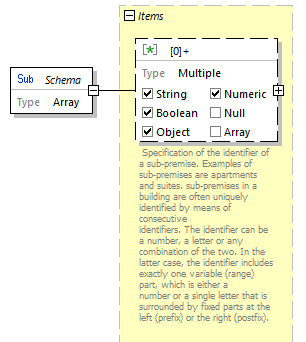 Items
[*] [0]+
Sub Schema
Type Multiple
Type Array
String Numeric
Boolean Null
Object Array
Specification of the identifier of
a sub-premise. Examples of
sub-premises are apartments
and suites. sub-premises in a
building are often uniquely
identified by means of
consecutive
identifiers. The identifier can be
a number, a letter or any
combination of the two. In the
latter case, the identifier includes
exactly one variable (range)
part, which is either a
number or a single letter that is
surrounded by fixed parts at the
left (prefix) or the right (postfix).